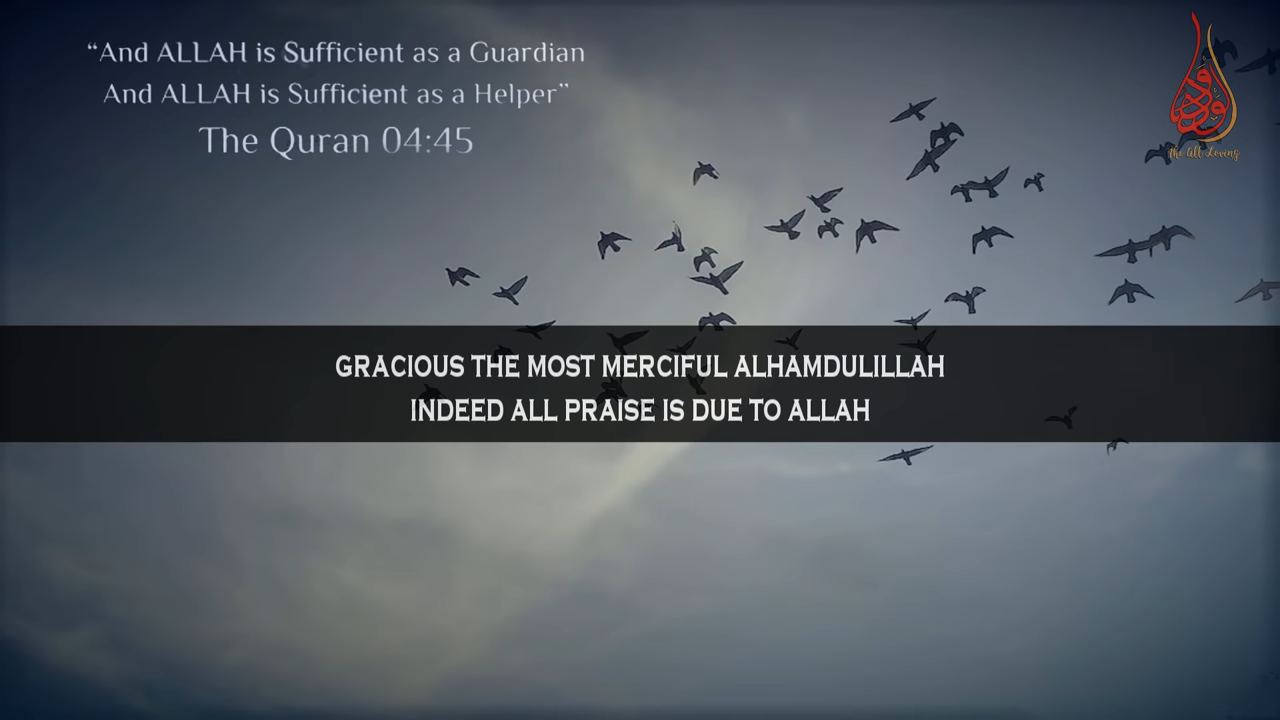 “And ALLAH is Sufficient as a Guardian
And ALLAH is Sufficient as a Helper”
The Quran 04:45
الودود
the All Loving
GRACIOUS THE MOST MERCIFUL ALHAMDULILLAH
INDEED ALL PRAISE IS DUE TO ALLAH